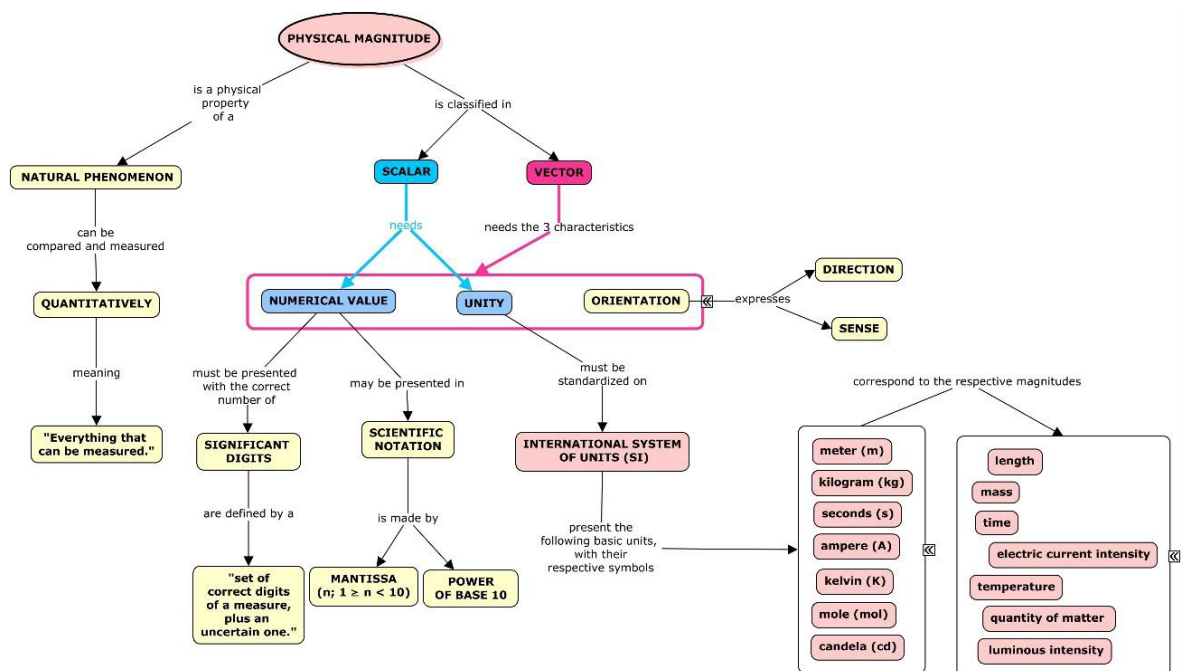 PHYSICAL MAGNITUDE
is a physical
property
of a
is classified in
NATURAL PHENOMENON
SCALAR
VECTOR
can be
compared and measured
needs
needs the 3 characteristics
QUANTITATIVELY
NUMERICAL VALUE
UNITY
ORIENTATION
expresses
DIRECTION
SENSE
meaning
"Everything that
can be measured."
must be presented
with the correct
number of
may be presented in
must be
standardized on
SIGNIFICANT
DIGITS
SCIENTIFIC
NOTATION
INTERNATIONAL SYSTEM
OF UNITS (SI)
are defined by a
is made by
present the
following basic units,
with their
respective symbols
"set of
correct digits
of a measure,
plus an
uncertain one."
MANTISSA
(n; 1 ≥ n < 10)
POWER
OF BASE 10
correspond to the respective magnitudes
meter (m)
kilogram (kg)
seconds (s)
ampere (A)
kelvin (K)
mole (mol)
candela (cd)
length
mass
time
electric current intensity
temperature
quantity of matter
luminous intensity